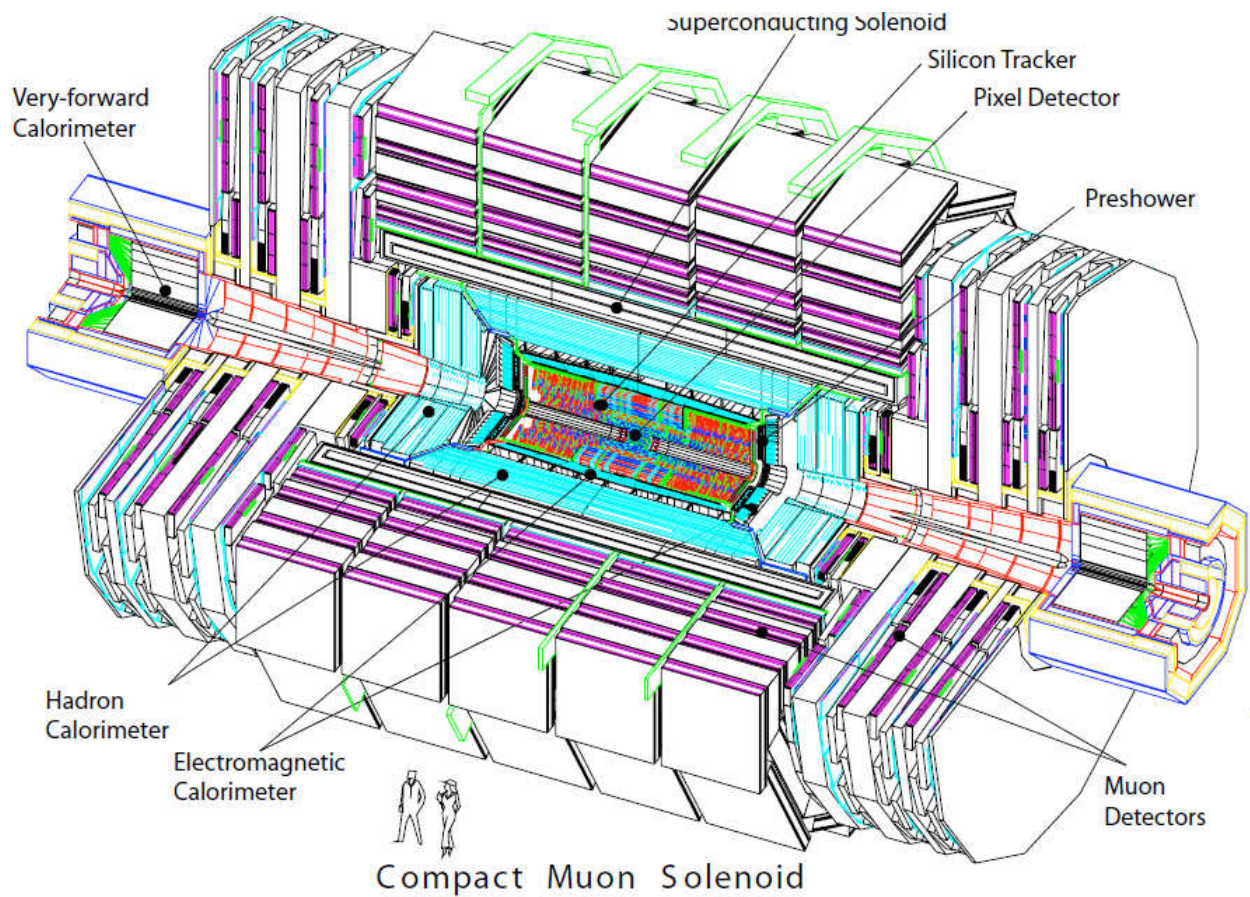 Superconducting Solenoid
Silicon Tracker
Pixel Detector
Very-forward
Calorimeter
Preshower
Hadron
Calorimeter
Electromagnetic
Calorimeter
Muon
Detectors
Compact Muon Solenoid